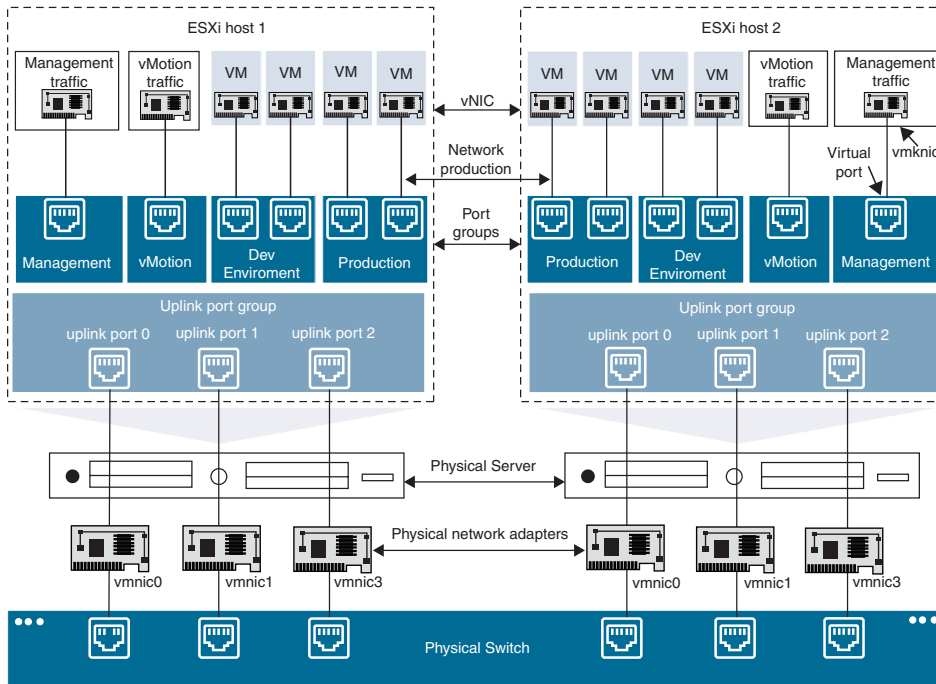 ESXi host 1
ESXi host 2
Management
traffic
vMotion
traffic
VM
VM
VM
VM
vNIC
VM
VM
VM
VM
vMotion
traffic
Management
traffic
Network
production
Virtual
port
vmknic
Management
vMotion
Dev
Enviroment
Production
Port
groups
Production
Dev
Enviroment
vMotion
Management
Uplink port group
uplink port 0
uplink port 1
uplink port 2
Uplink port group
uplink port 0
uplink port 1
uplink port 2
Physical Server
Physical network adapters
vmnic0
vmnic1
vmnic3
vmnic0
vmnic1
vmnic3
Physical Switch